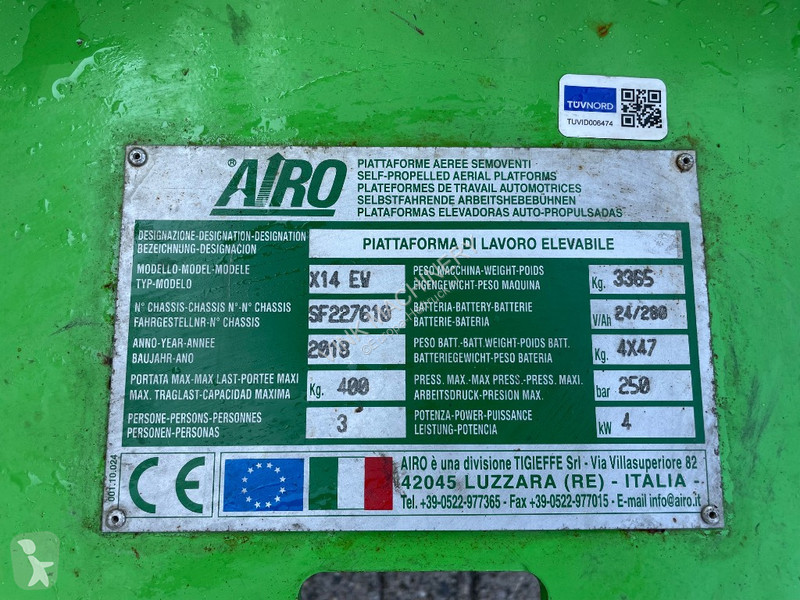 TÜVNORD
TUVID006474
® AIRO
PIATTAFORME AEREE SEMOVENTI
SELF-PROPELLED AERIAL PLATFORMS
PLATEFORMES DE TRAVAIL AUTOMOTRICES
SELBSTFAHRENDE ARBEITSHEBEBÜHNEN
PLATAFORMAS ELEVADORAS AUTO-PROPULSADAS
DESIGNAZIONE-DESIGNATION-DESIGNATION
BEZEICHNUNG-DESIGNACION
PIATTAFORMA DI LAVORO ELEVABILE
MODELLO-MODEL-MODELE
TYP-MODELO
X14 EW
PESO MACCHINA-WEIGHT-POIDS
EIGENGEWICHT-PESO MAQUINA
Kg. 3365
N° CHASSIS-CHASSIS N°-N° CHASSIS
FAHRGESTELLNR-N° CHASSIS
SF227610
BATTERIA-BATTERY-BATTERIE
BATTERIE-BATERIA
V/Ah 24/280
ANNO-YEAR-ANNEE
BAUJAHR-ANO
2018
PESO BATT.-BATT.WEIGHT-POIDS BATT.
BATTERIEGEWICHT-PESO BATERIA
Kg. 4X47
PORTATA MAX-MAX LAST-PORTEE MAXI
MAX. TRAGLAST-CAPACIDAD MAXIMA
Kg. 400
PRESS. MAX.-MAX PRESS.-PRESS. MAXI.
ARBEITSDRUCK-PRESION MAX.
bar 250
PERSONE-PERSONS-PERSONNES
PERSONEN-PERSONAS
3
POTENZA-POWER-PUISSANCE
LEISTUNG-POTENCIA
kW 4
001.10.024
CE
AIRO è una divisione TIGIEFFE Srl - Via Villasuperiore 82
42045 LUZZARA (RE) - ITALIA -
Tel. +39-0522-977365 - Fax +39-0522-977015 - E-mail info@airo.it